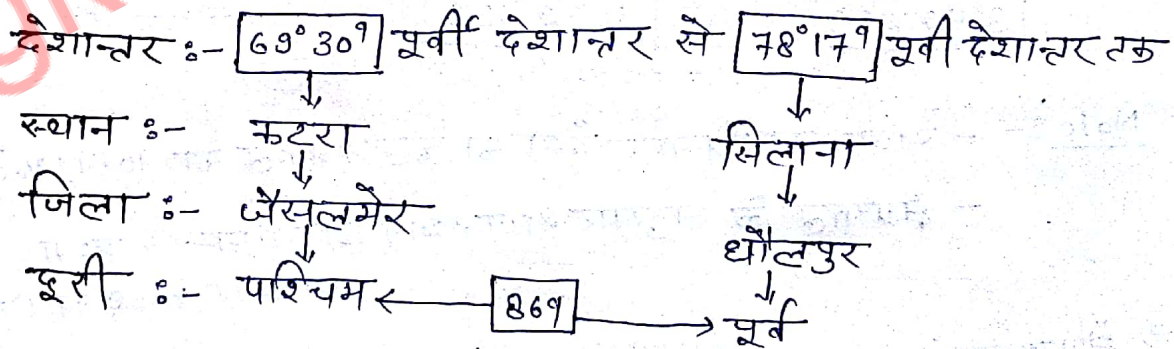 देशान्तर :- 69°30' पूर्वी देशान्तर से 78°17' पूर्वी देशान्तर तक
स्थान :- कटरा सिलाना
जिला :- जैसलमेर धौलपुर
दूरी :- पश्चिम 869 पूर्व